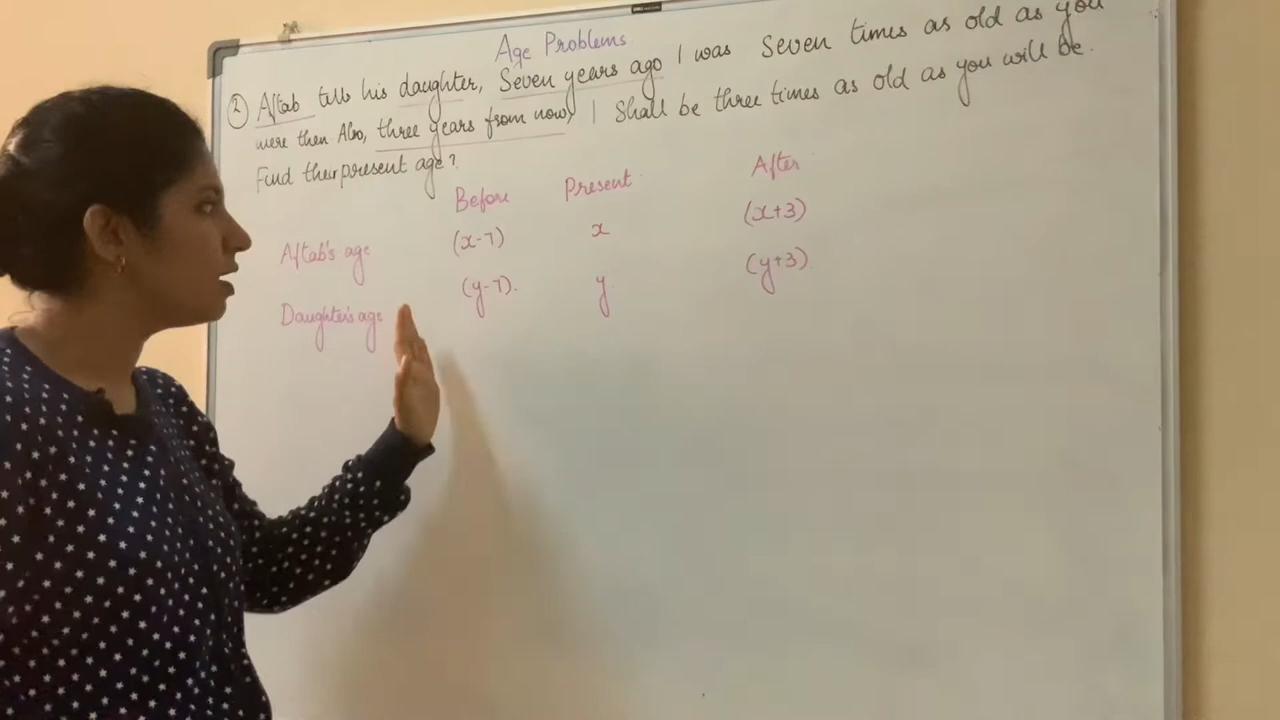 Age Problems
② Aftab tells his daughter, Seven years ago I was Seven times as old as you
were then Also, three years from now, I Shall be three times as old as you will be.
Find their present age?
Before Present After
Aftab's age (x-7) x (x+3)
Daughter's age (y-7). y (y+3)